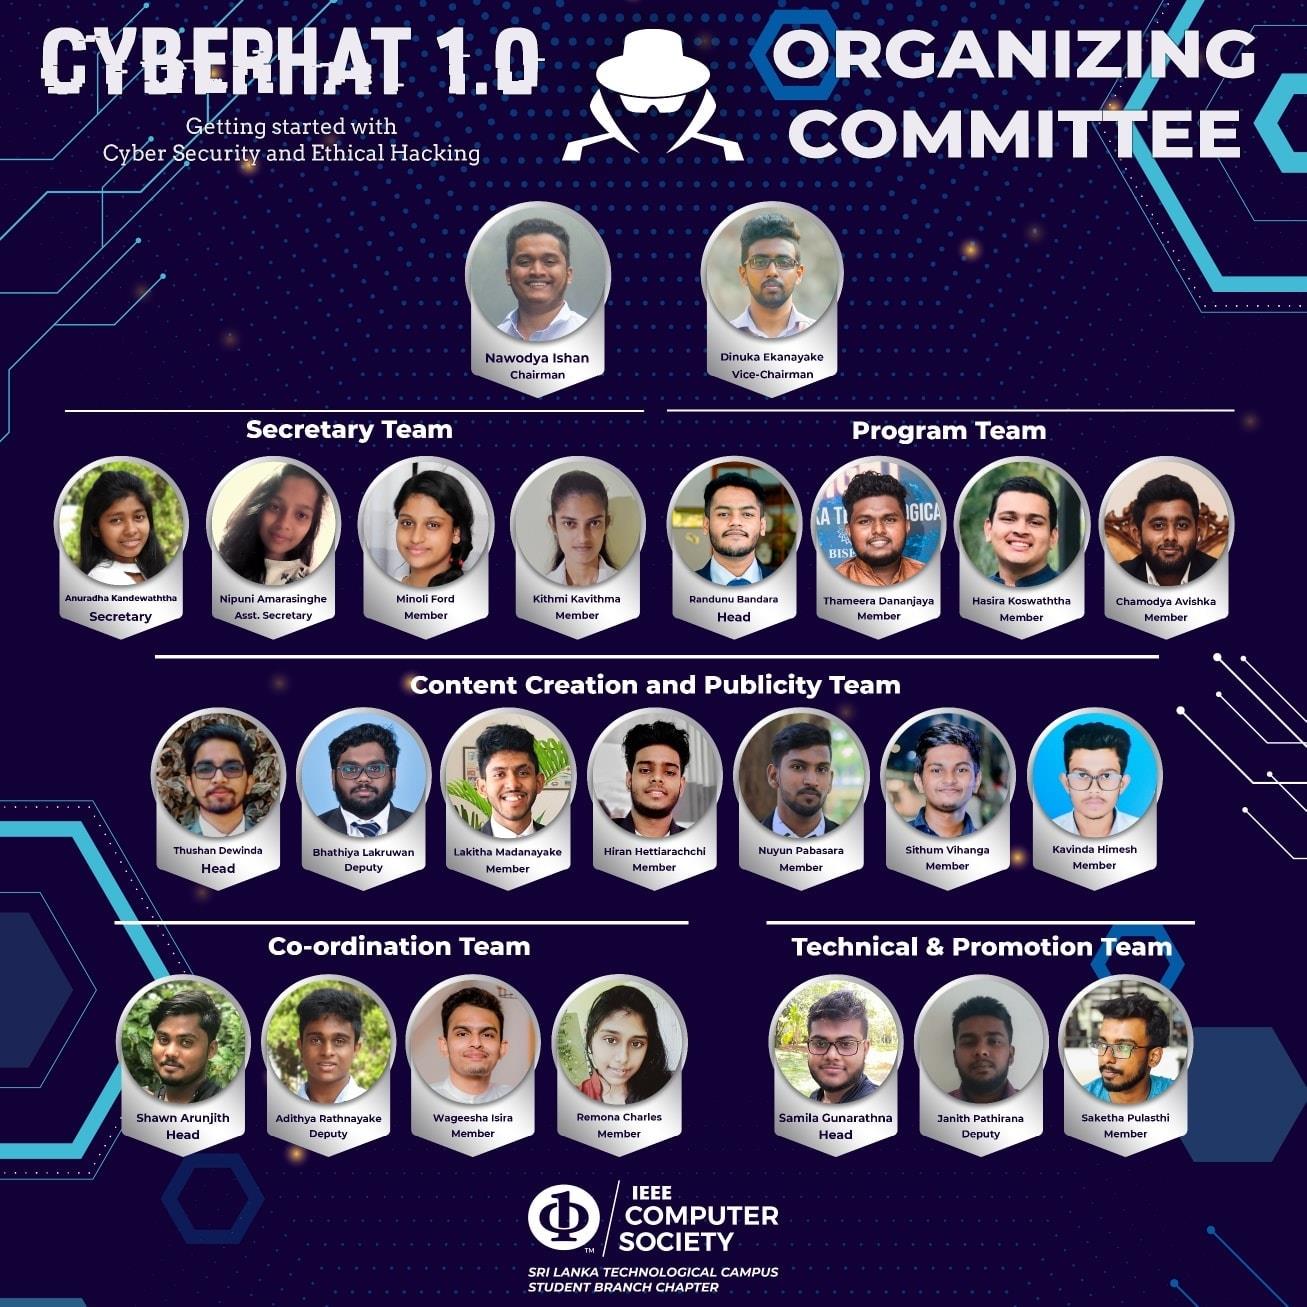 CYBERHAT 1.0
Getting started with
Cyber Security and Ethical Hacking
ORGANIZING
COMMITTEE
Nawodya Ishan
Chairman
Dinuka Ekanayake
Vice-Chairman
Secretary Team
Anuradha Kandewaththa
Secretary
Nipuni Amarasinghe
Asst. Secretary
Minoli Ford
Member
Kithmi Kavithma
Member
Program Team
Randunu Bandara
Head
Thameera Dananjaya
Member
Hasira Koswaththa
Member
Chamodya Avishka
Member
Content Creation and Publicity Team
Thushan Dewinda
Head
Bhathiya Lakruwan
Deputy
Lakitha Madanayake
Member
Hiran Hettiarachchi
Member
Nuyun Pabasara
Member
Sithum Vihanga
Member
Kavinda Himesh
Member
Co-ordination Team
Shawn Arunjith
Head
Adithya Rathnayake
Deputy
Wageesha Isira
Member
Remona Charles
Member
Technical & Promotion Team
Samila Gunarathna
Head
Janith Pathirana
Deputy
Saketha Pulasthi
Member
IEEE
COMPUTER
SOCIETY
TM
SRI LANKA TECHNOLOGICAL CAMPUS
STUDENT BRANCH CHAPTER